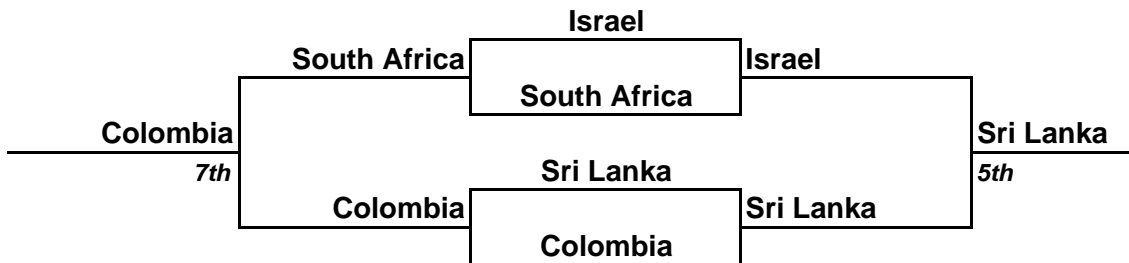 Israel
South Africa Israel
South Africa
Colombia Sri Lanka
7th Sri Lanka 5th
Colombia Sri Lanka
Colombia